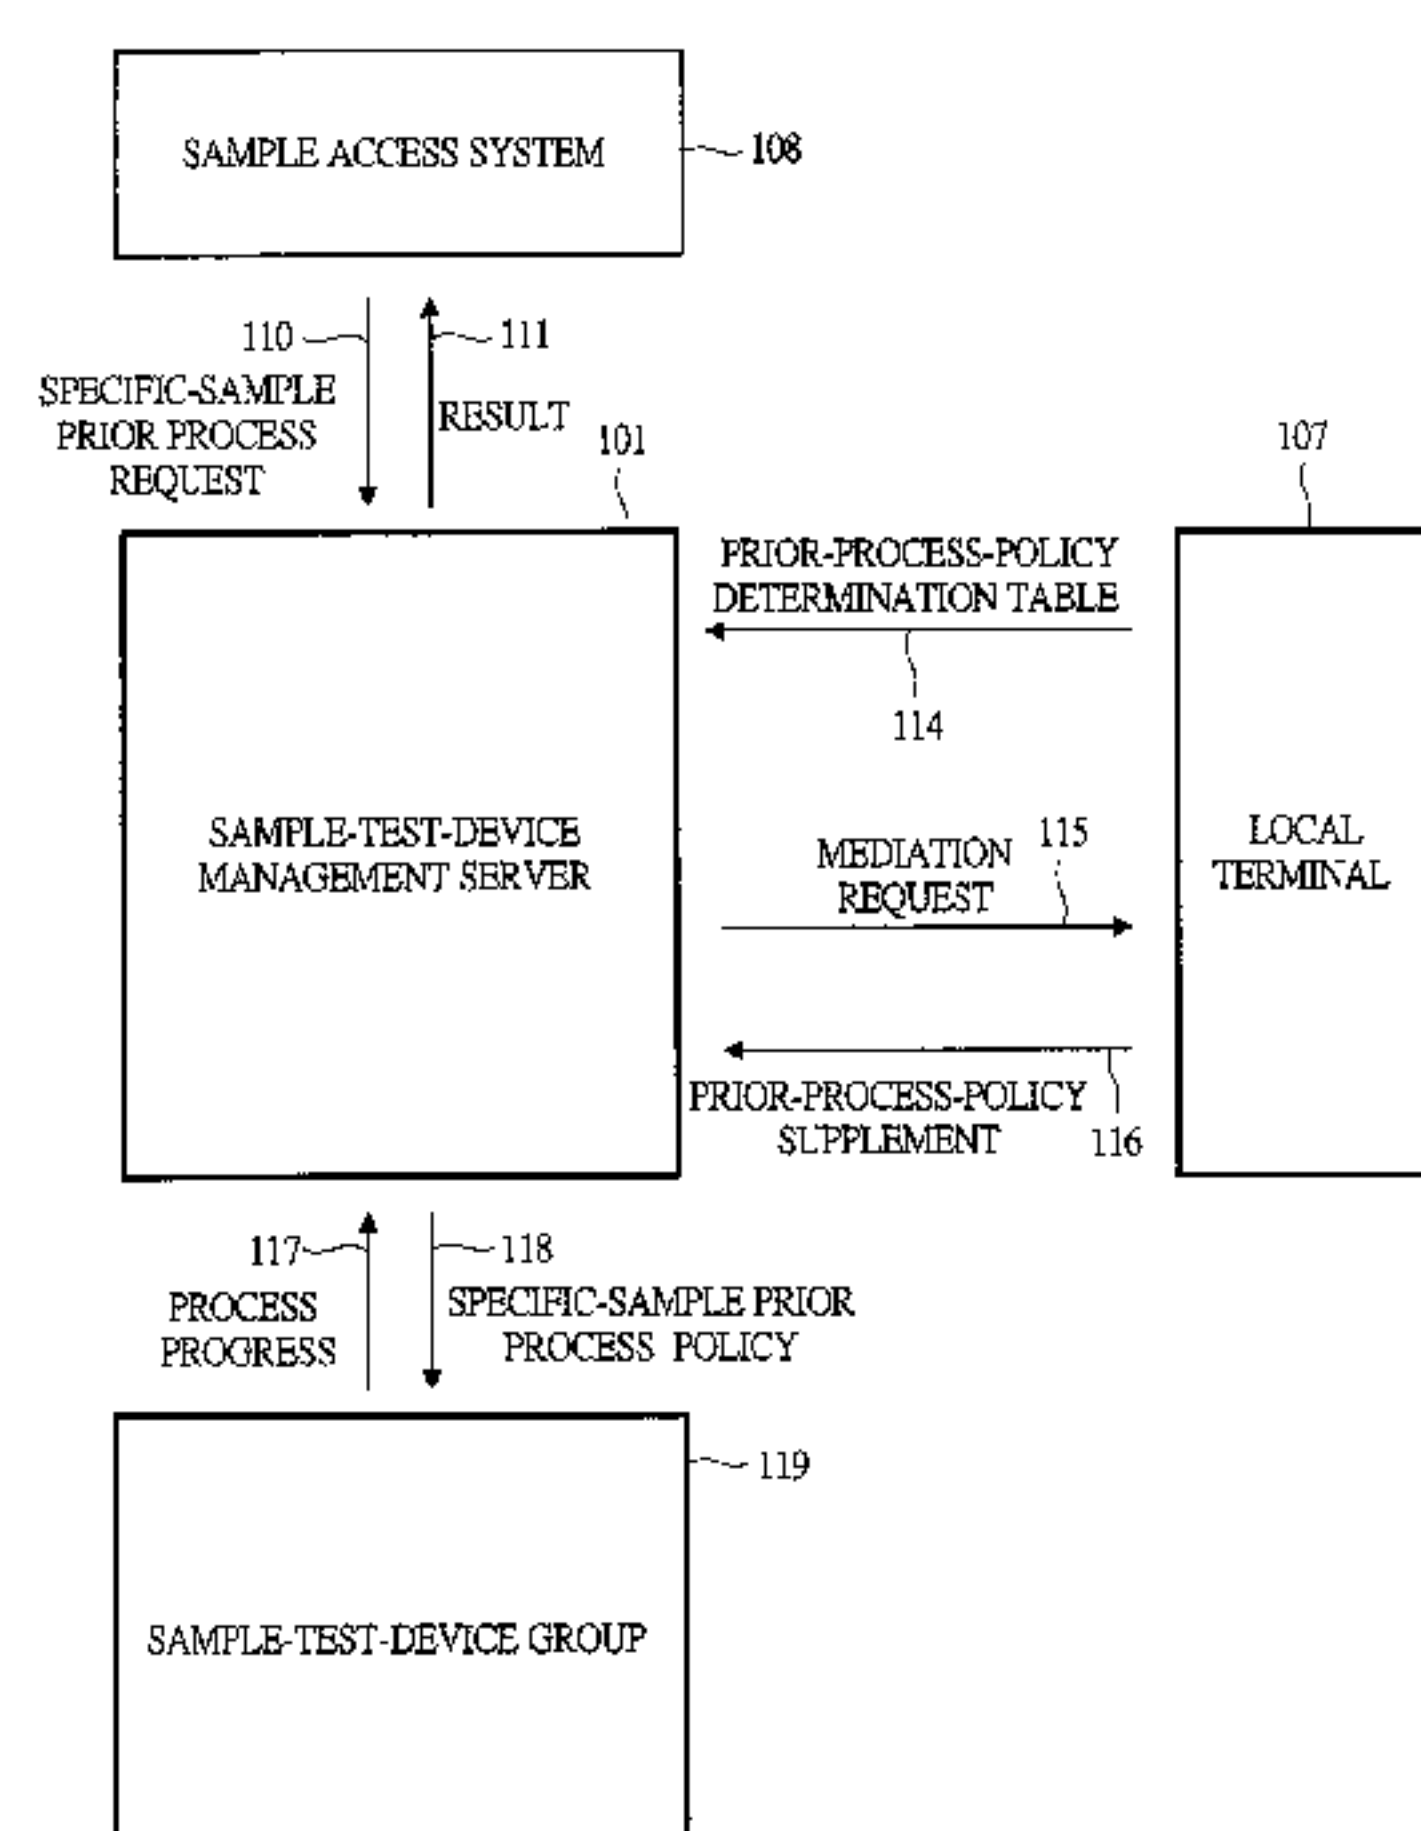 SAMPLE ACCESS SYSTEM
108
110
111
SPECIFIC-SAMPLE
PRIOR PROCESS
REQUEST
RESULT
101
107
PRIOR-PROCESS-POLICY
DETERMINATION TABLE
114
SAMPLE-TEST-DEVICE
MANAGEMENT SERVER
MEDIATION
REQUEST
115
LOCAL
TERMINAL
PRIOR-PROCESS-POLICY
SUPPLEMENT
116
117
118
PROCESS
PROGRESS
SPECIFIC-SAMPLE PRIOR
PROCESS POLICY
119
SAMPLE-TEST-DEVICE GROUP